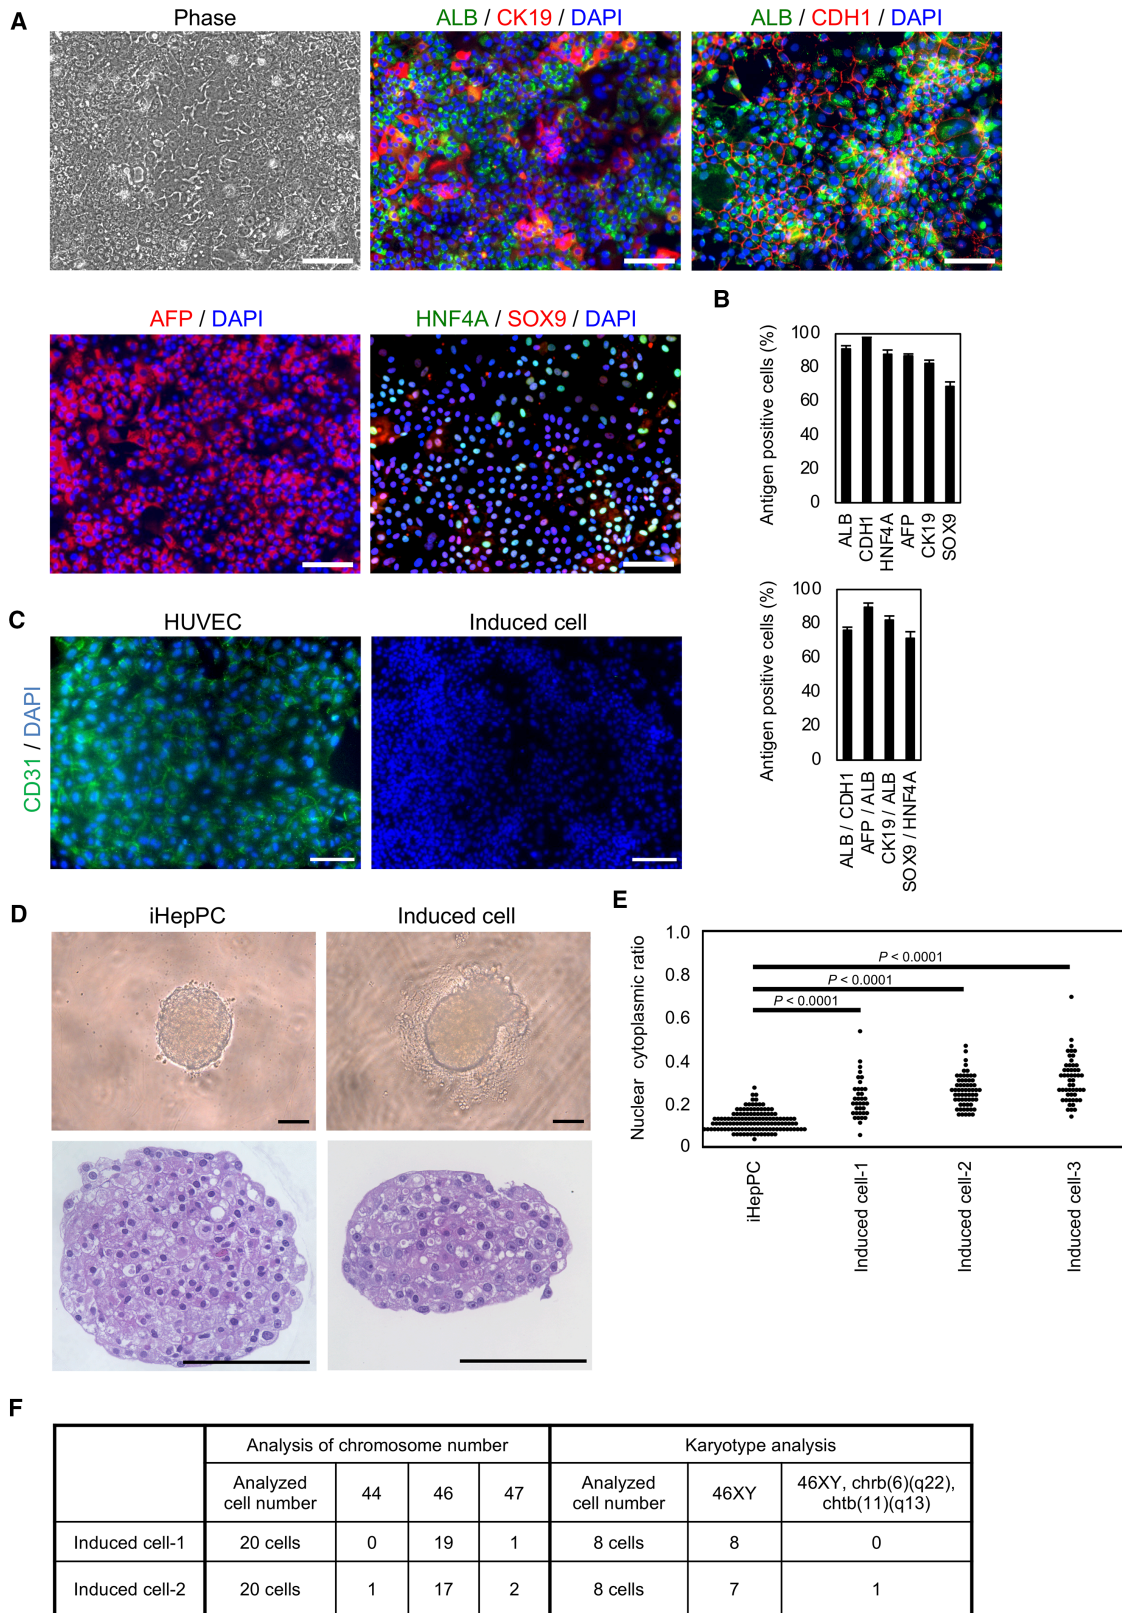 A
Phase
ALB / CK19 / DAPI
ALB / CDH1 / DAPI
AFP / DAPI
HNF4A / SOX9 / DAPI
B
Antigen positive cells (%)
100
80
60
40
20
0
ALB
CDH1
HNF4A
AFP
CK19
SOX9
Antigen positive cells (%)
100
80
60
40
20
0
ALB / CDH1
AFP / ALB
CK19 / ALB
SOX9 / HNF4A
C
HUVEC
Induced cell
CD31 / DAPI
D
iHepPC
Induced cell
E
Nuclear cytoplasmic ratio
1.0
0.8
0.6
0.4
0.2
0
P < 0.0001
P < 0.0001
P < 0.0001
iHepPC
Induced cell-1
Induced cell-2
Induced cell-3
F
Analysis of chromosome number
Karyotype analysis
Analyzed
cell number
44
46
47
Analyzed
cell number
46XY
46XY, chrb(6)(q22),
chtb(11)(q13)
Induced cell-1
20 cells
0
19
1
8 cells
8
0
Induced cell-2
20 cells
1
17
2
8 cells
7
1